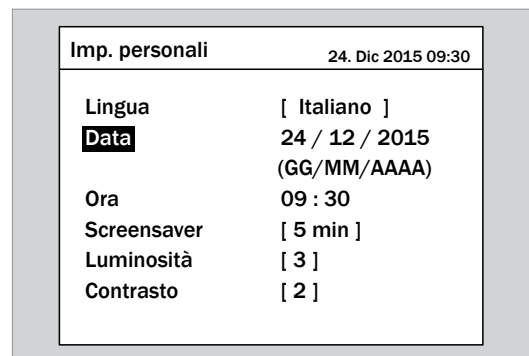 Imp. personali 24. Dic 2015 09:30
Lingua [ Italiano ]
Data 24 / 12 / 2015
(GG/MM/AAAA)
Ora 09 : 30
Screensaver [ 5 min ]
Luminosità [ 3 ]
Contrasto [ 2 ]